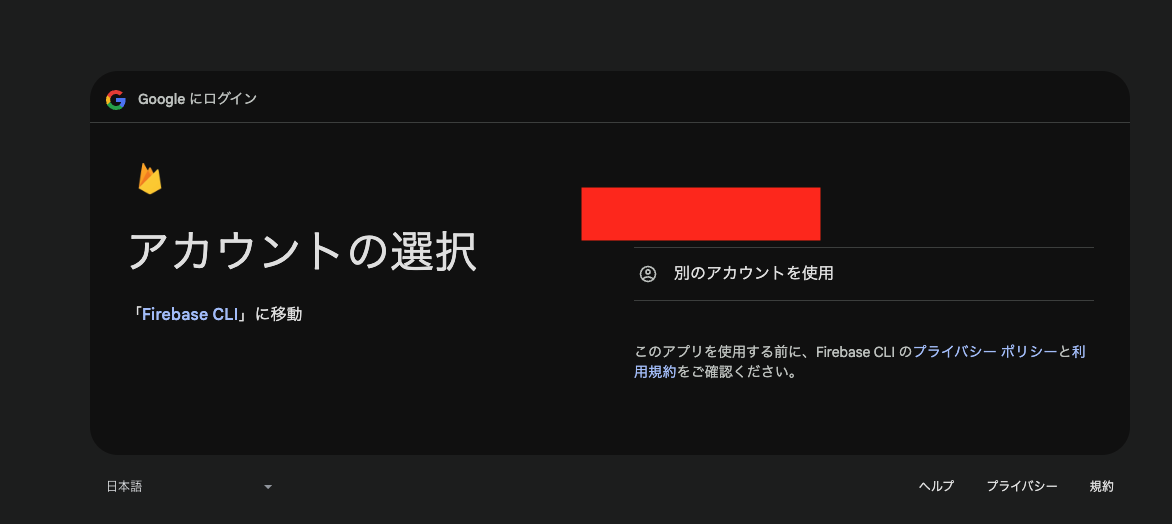 Google にログイン
アカウントの選択
「Firebase CLI」に移動
別のアカウントを使用
このアプリを使用する前に、Firebase CLI のプライバシー ポリシーと利
用規約をご確認ください。
日本語
ヘルプ
プライバシー
規約